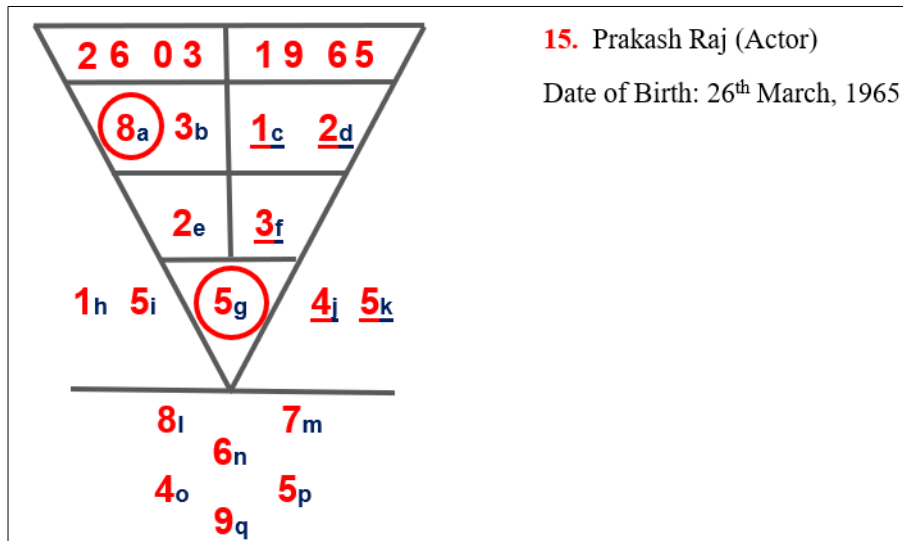 2 6 0 3 1 9 6 5
8a 3b 1c 2d
2e 3f
1h 5i 5g 4j 5k
8l 7m
6n
4o 5p
9q
15. Prakash Raj (Actor)
Date of Birth: 26th March, 1965